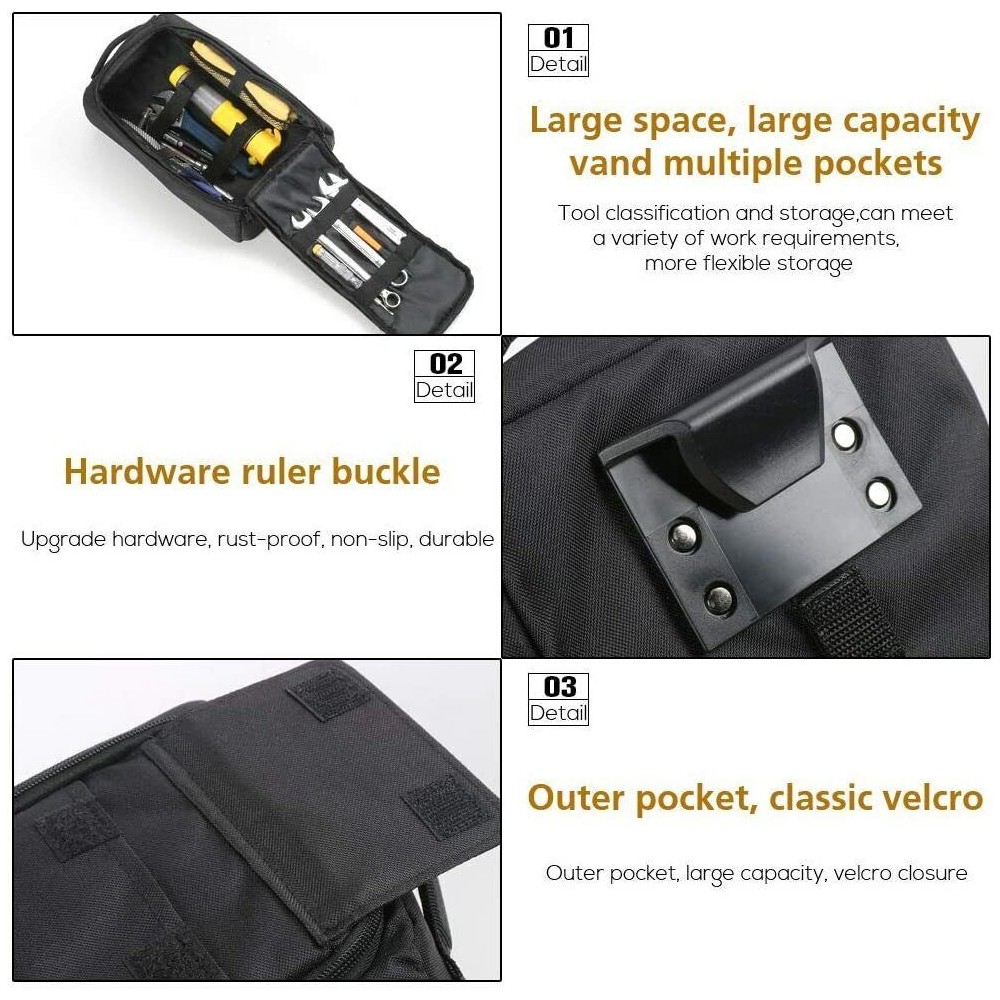 01
Detail
Large space, large capacity
vand multiple pockets
Tool classification and storage,can meet
a variety of work requirements,
more flexible storage
02
Detail
Hardware ruler buckle
Upgrade hardware, rust-proof, non-slip, durable
03
Detail
Outer pocket, classic velcro
Outer pocket, large capacity, velcro closure